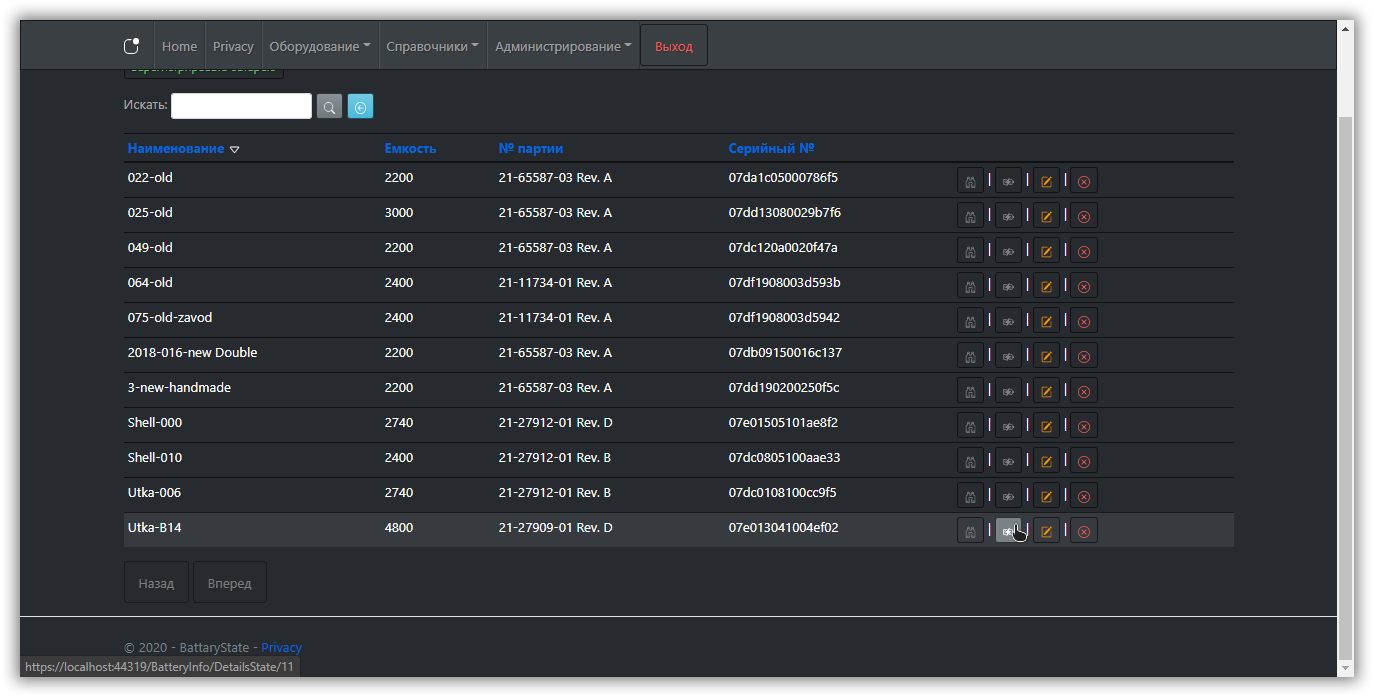 Home Privacy Оборудование Справочники Администрирование Выход
Искать:
Наименование Емкость № партии Серийный №
022-old 2200 21-65587-03 Rev. A 07da1c05000786f5
025-old 3000 21-65587-03 Rev. A 07dd13080029b7f6
049-old 2200 21-65587-03 Rev. A 07dc120a0020f47a
064-old 2400 21-11734-01 Rev. A 07df1908003d593b
075-old-zavod 2400 21-11734-01 Rev. A 07df1908003d5942
2018-016-new Double 2200 21-65587-03 Rev. A 07db09150016c137
3-new-handmade 2200 21-65587-03 Rev. A 07dd190200250f5c
Shell-000 2740 21-27912-01 Rev. D 07e01505101ae8f2
Shell-010 2400 21-27912-01 Rev. B 07dc0805100aae33
Utka-006 2740 21-27912-01 Rev. B 07dc0108100cc9f5
Utka-B14 4800 21-27909-01 Rev. D 07e013041004ef02
Назад Вперед
© 2020 - BattaryState - Privacy
https://localhost:44319/BatteryInfo/DetailsState/11